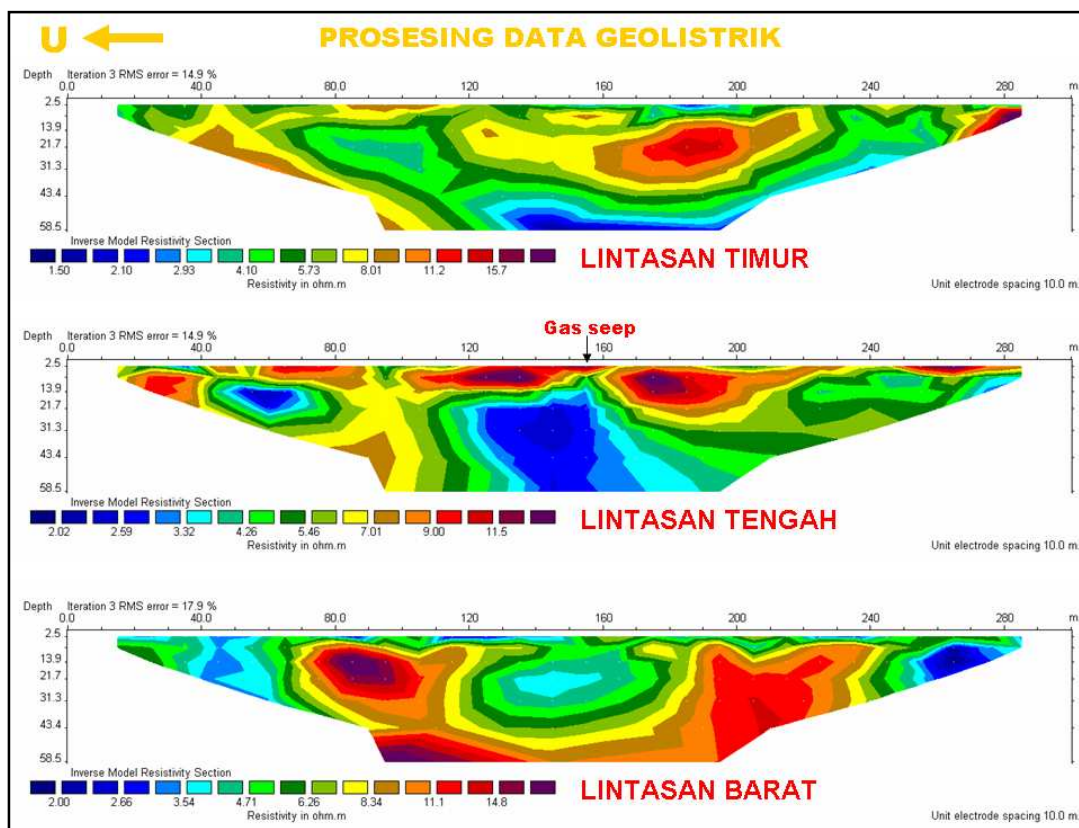 U PROSESING DATA GEOLISTRIK
Depth Iteration 3 RMS error = 14.9 %
0.0 40.0 80.0 120 160 200 240 280 m.
2.5
13.9
21.7
31.3
43.4
58.5
Inverse Model Resistivity Section
1.50 2.10 2.93 4.10 5.73 8.01 11.2 15.7
Resistivity in ohm.m
LINTASAN TIMUR
Unit electrode spacing 10.0 m.
Gas seep
Depth Iteration 3 RMS error = 14.9 %
0.0 40.0 80.0 120 160 200 240 280 m.
2.5
13.9
21.7
31.3
43.4
58.5
Inverse Model Resistivity Section
2.02 2.59 3.32 4.26 5.46 7.01 9.00 11.5
Resistivity in ohm.m
LINTASAN TENGAH
Unit electrode spacing 10.0 m.
Depth Iteration 3 RMS error = 17.9 %
0.0 40.0 80.0 120 160 200 240 280 m.
2.5
13.9
21.7
31.3
43.4
58.5
Inverse Model Resistivity Section
2.00 2.66 3.54 4.71 6.26 8.34 11.1 14.8
Resistivity in ohm.m
LINTASAN BARAT
Unit electrode spacing 10.0 m.